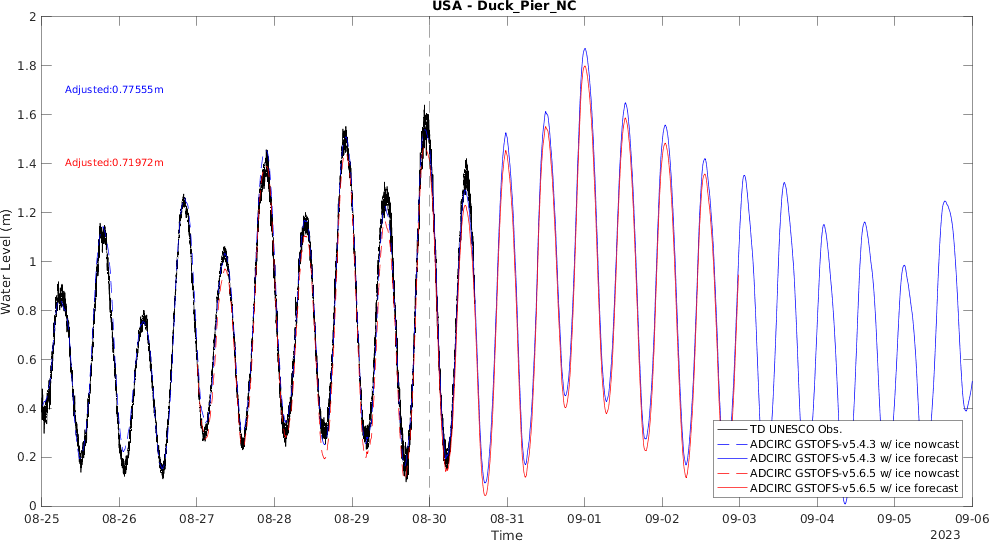 USA - Duck_Pier_NC
2
1.8
1.6
1.4
1.2
1
0.8
0.6
0.4
0.2
0
Water Level (m)
Adjusted:0.77555m
Adjusted:0.71972m
TD UNESCO Obs.
ADCIRC GSTOFS-v5.4.3 w/ ice nowcast
ADCIRC GSTOFS-v5.4.3 w/ ice forecast
ADCIRC GSTOFS-v5.6.5 w/ ice nowcast
ADCIRC GSTOFS-v5.6.5 w/ ice forecast
08-25 08-26 08-27 08-28 08-29 08-30 08-31 09-01 09-02 09-03 09-04 09-05 09-06
Time
2023